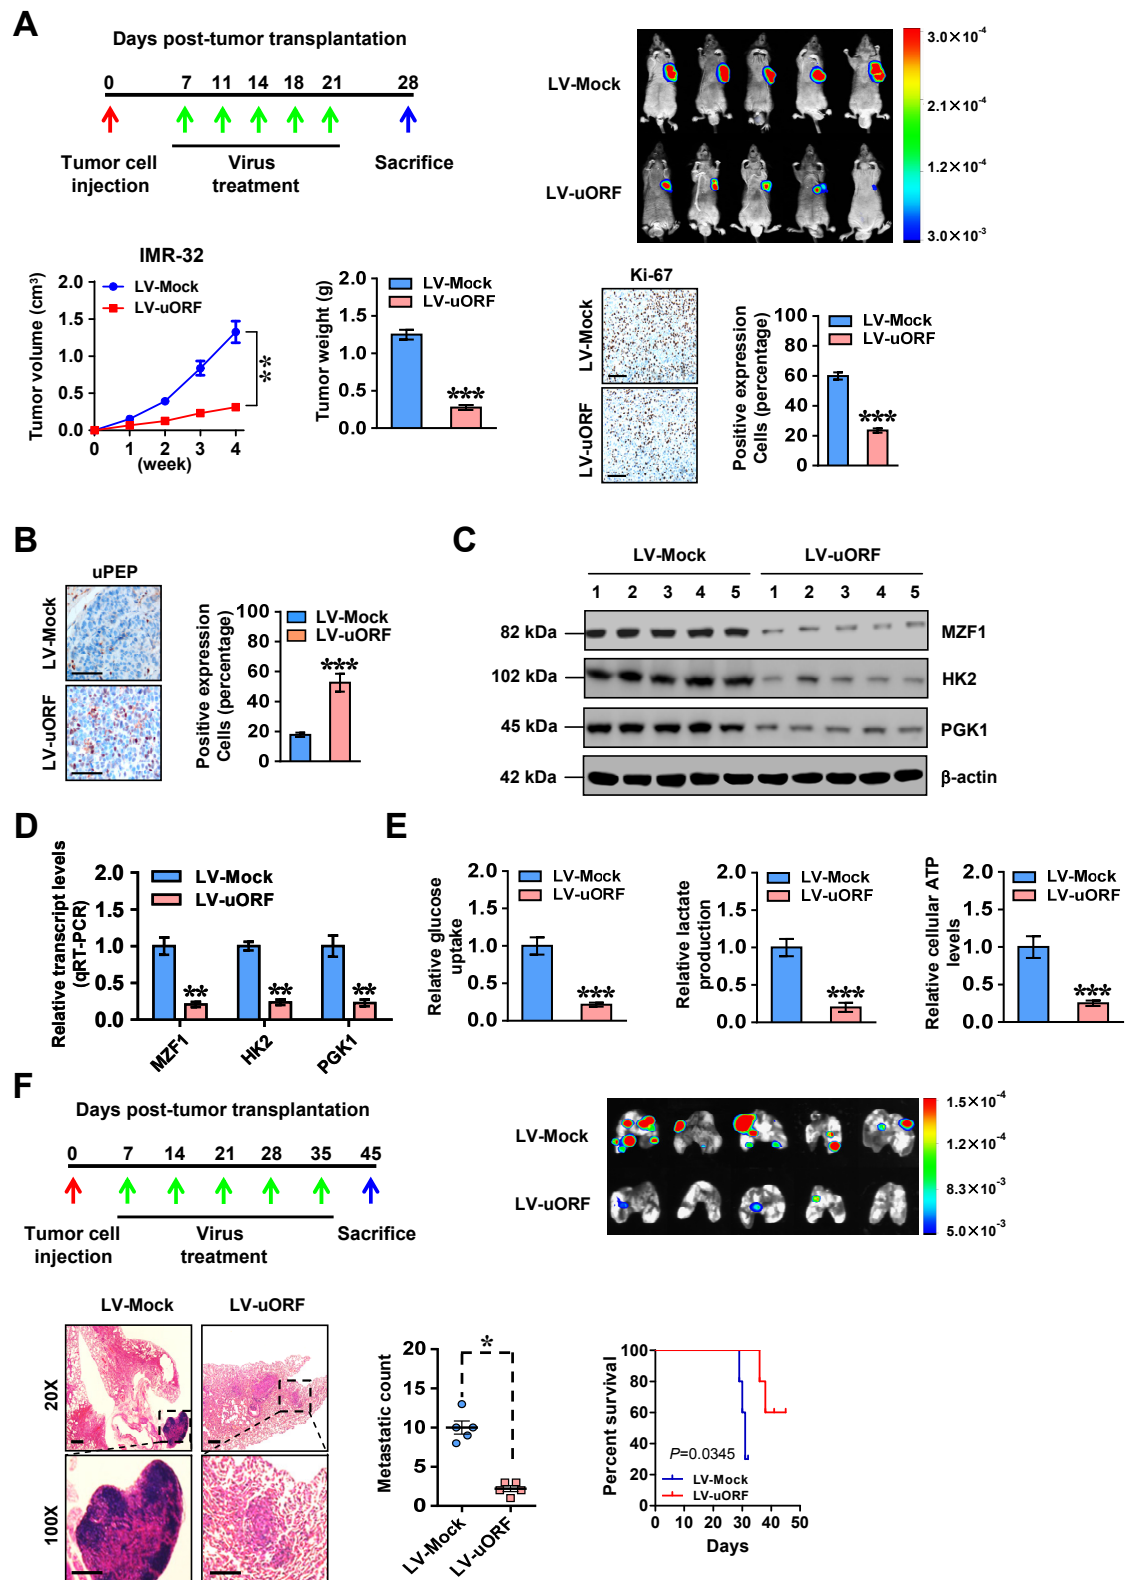 A
Days post-tumor transplantation
0 7 11 14 18 21 28
Tumor cell
injection
Virus
treatment
Sacrifice
LV-Mock
LV-uORF
3.0×10⁻⁴
2.1×10⁻⁴
1.2×10⁻⁴
3.0×10⁻³
IMR-32
LV-Mock
LV-uORF
Tumor volume (cm³)
2.0
1.5
1.0
0.5
0.0
0 1 2 3 4
(week)
**
Tumor weight (g)
2.0
1.5
1.0
0.5
0.0
LV-Mock
LV-uORF
***
Ki-67
LV-Mock
LV-uORF
Positive expression
Cells (percentage)
100
80
60
40
20
0
LV-Mock
LV-uORF
***
B
uPEP
LV-Mock
LV-uORF
Positive expression
Cells (percentage)
100
80
60
40
20
0
LV-Mock
LV-uORF
***
C
LV-Mock LV-uORF
1 2 3 4 5 1 2 3 4 5
82 kDa MZF1
102 kDa HK2
45 kDa PGK1
42 kDa β-actin
D
Relative transcript levels
(qRT-PCR)
2.0
1.5
1.0
0.5
0.0
LV-Mock
LV-uORF
** ** **
MZF1 HK2 PGK1
E
Relative glucose
uptake
2.0
1.5
1.0
0.5
0.0
LV-Mock
LV-uORF
***
Relative lactate
production
2.0
1.5
1.0
0.5
0.0
LV-Mock
LV-uORF
***
Relative cellular ATP
levels
2.0
1.5
1.0
0.5
0.0
LV-Mock
LV-uORF
***
F
Days post-tumor transplantation
0 7 14 21 28 35 45
Tumor cell
injection
Virus
treatment
Sacrifice
LV-Mock
LV-uORF
1.5×10⁻⁴
1.2×10⁻⁴
8.3×10⁻³
5.0×10⁻³
LV-Mock LV-uORF
20X
100X
Metastatic count
20
15
10
5
0
*
LV-Mock LV-uORF
Percent survival
100
80
60
40
20
0
P=0.0345
LV-Mock
LV-uORF
0 10 20 30 40 50
Days